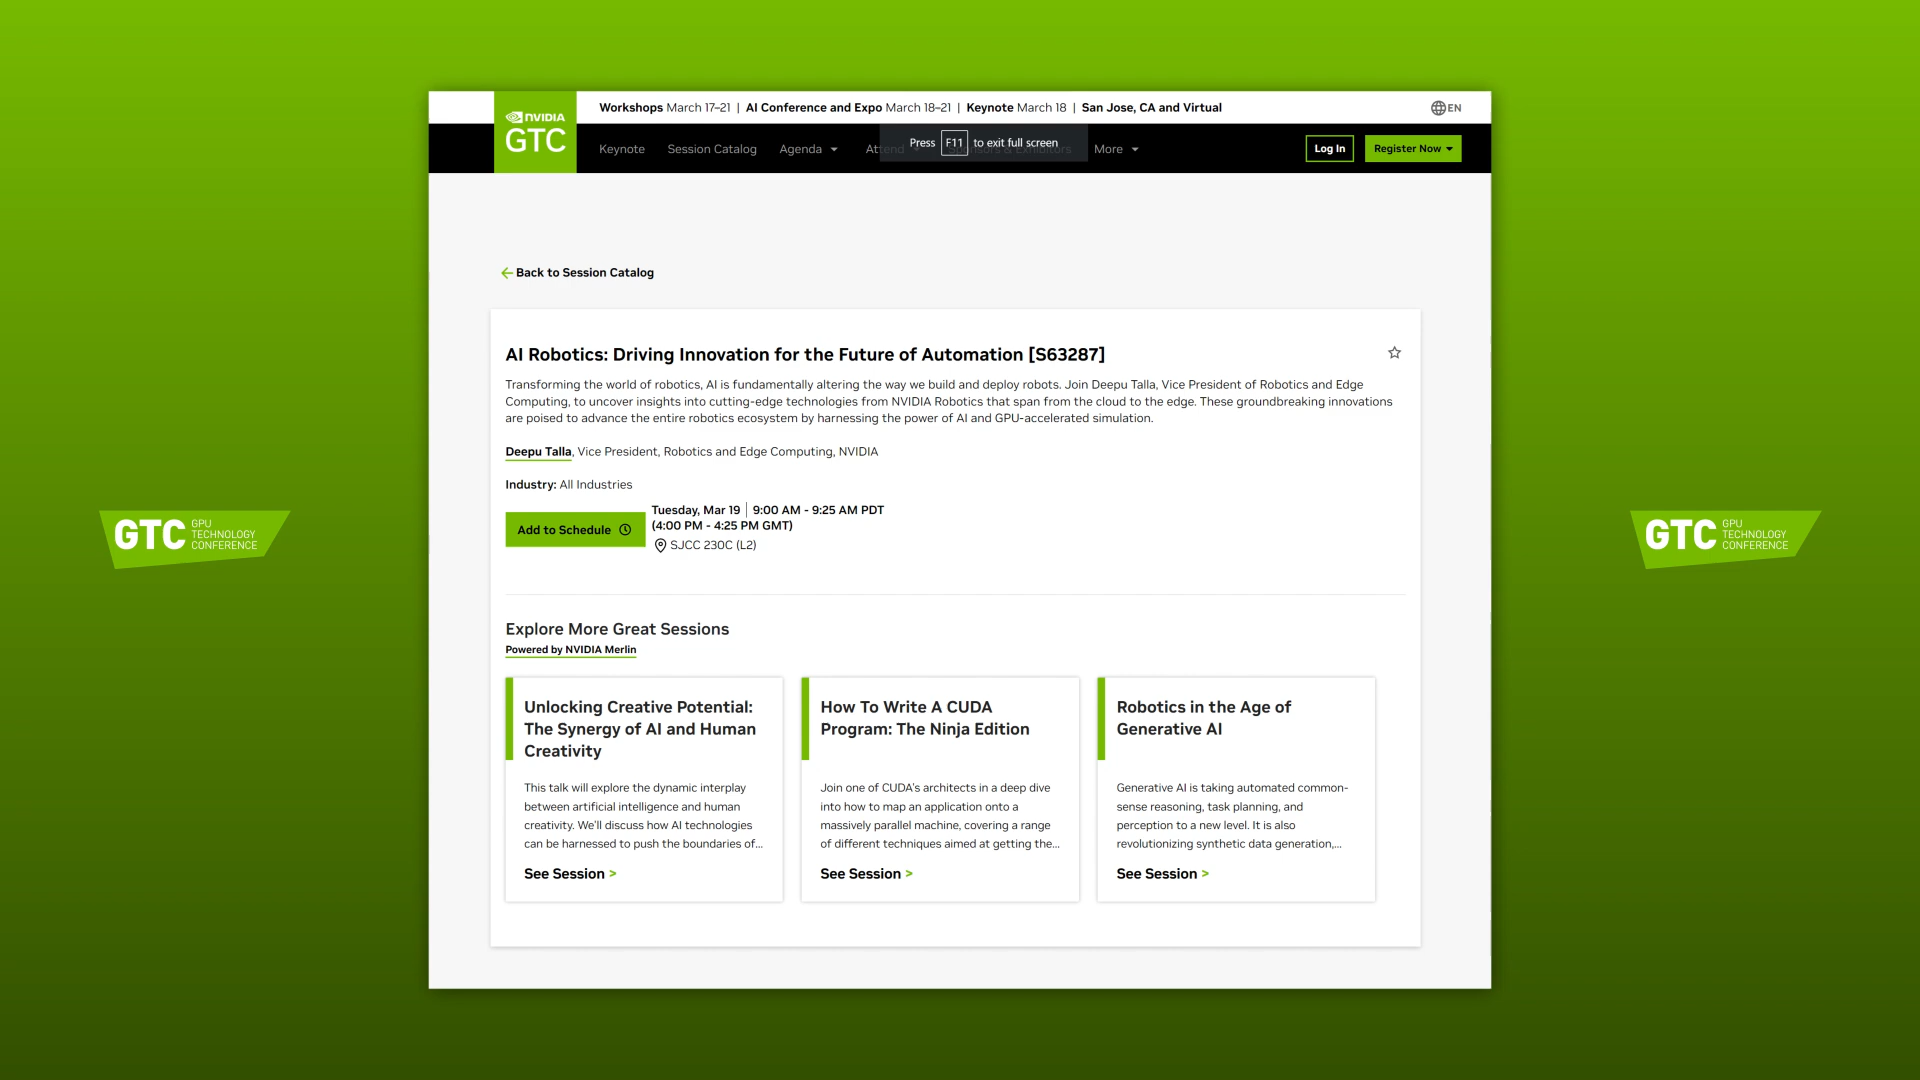 Workshops March 17–21 | AI Conference and Expo March 18–21 | Keynote March 18 | San Jose, CA and Virtual
EN
NVIDIA
GTC
Keynote
Session Catalog
Agenda
Attend
Press F11 to exit full screen
Sponsors & Exhibitors
More
Log In
Register Now
Back to Session Catalog
AI Robotics: Driving Innovation for the Future of Automation [S63287]
Transforming the world of robotics, AI is fundamentally altering the way we build and deploy robots. Join Deepu Talla, Vice President of Robotics and Edge
Computing, to uncover insights into cutting-edge technologies from NVIDIA Robotics that span from the cloud to the edge. These groundbreaking innovations
are poised to advance the entire robotics ecosystem by harnessing the power of AI and GPU-accelerated simulation.
Deepu Talla, Vice President, Robotics and Edge Computing, NVIDIA
Industry: All Industries
Add to Schedule
Tuesday, Mar 19 | 9:00 AM - 9:25 AM PDT
(4:00 PM - 4:25 PM GMT)
SJCC 230C (L2)
GTC GPU
TECHNOLOGY
CONFERENCE
GTC GPU
TECHNOLOGY
CONFERENCE
Explore More Great Sessions
Powered by NVIDIA Merlin
Unlocking Creative Potential:
The Synergy of AI and Human
Creativity
This talk will explore the dynamic interplay
between artificial intelligence and human
creativity. We'll discuss how AI technologies
can be harnessed to push the boundaries of...
See Session >
How To Write A CUDA
Program: The Ninja Edition
Join one of CUDA's architects in a deep dive
into how to map an application onto a
massively parallel machine, covering a range
of different techniques aimed at getting the...
See Session >
Robotics in the Age of
Generative AI
Generative AI is taking automated common-
sense reasoning, task planning, and
perception to a new level. It is also
revolutionizing synthetic data generation,...
See Session >